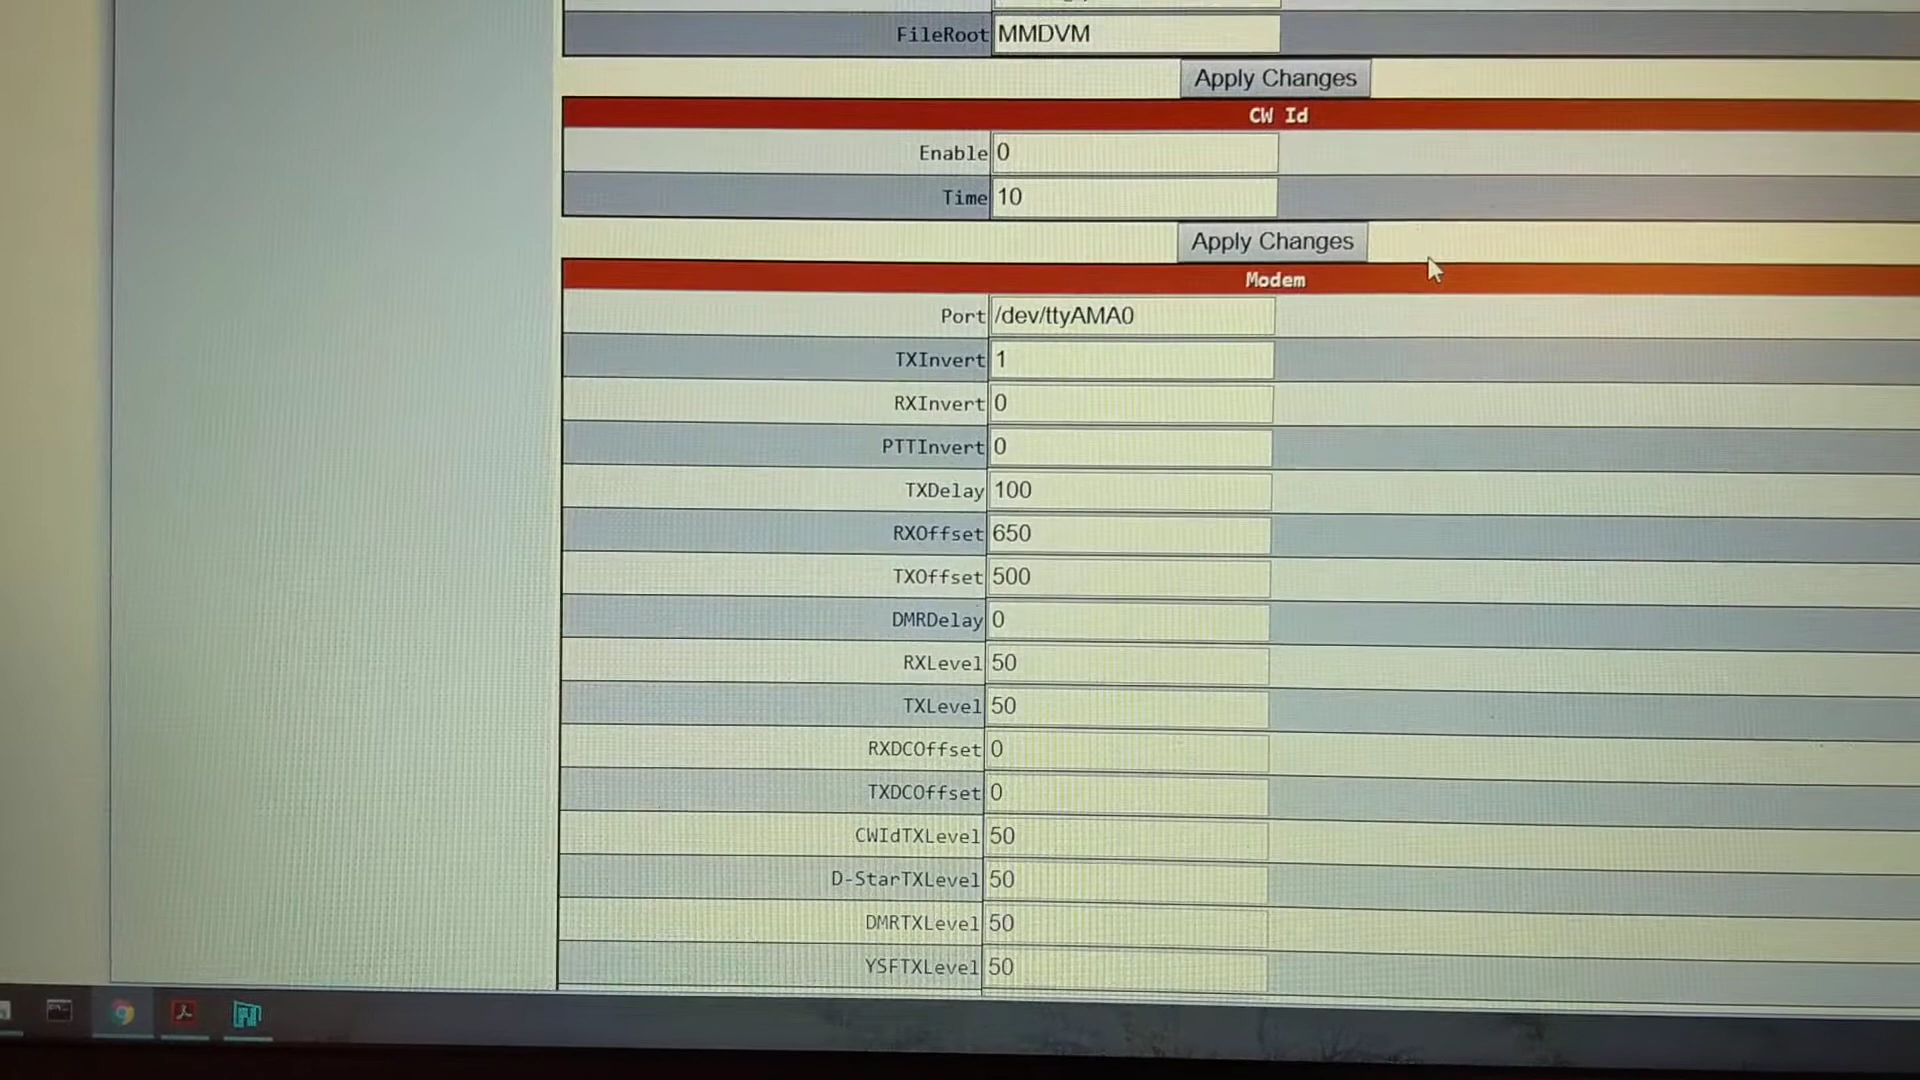 FileRoot MMDVM
Apply Changes
CW Id
Enable 0
Time 10
Apply Changes
Modem
Port /dev/ttyAMA0
TXInvert 1
RXInvert 0
PTTInvert 0
TXDelay 100
RXOffset 650
TXOffset 500
DMRDelay 0
RXLevel 50
TXLevel 50
RXDCOffset 0
TXDCOffset 0
CWIdTXLevel 50
D-StarTXLevel 50
DMRTXLevel 50
YSFTXLevel 50